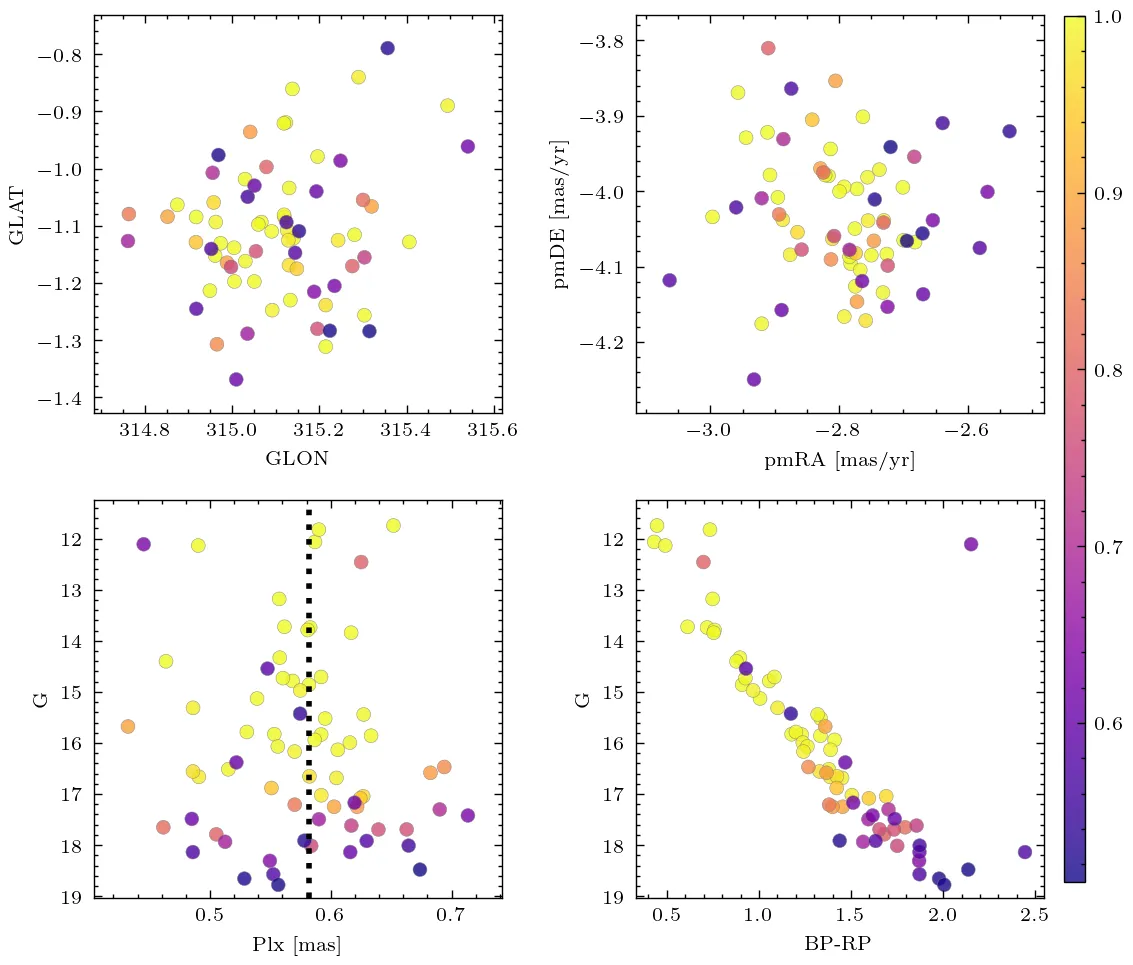 −0.8
−0.9
−1.0
−1.1
−1.2
−1.3
−1.4
GLAT
314.8 315.0 315.2 315.4 315.6
GLON
−3.8
−3.9
−4.0
−4.1
−4.2
pmDE [mas/yr]
−3.0 −2.8 −2.6
pmRA [mas/yr]
12
13
14
15
16
17
18
19
G
0.5 0.6 0.7
Plx [mas]
12
13
14
15
16
17
18
19
G
0.5 1.0 1.5 2.0 2.5
BP-RP
1.0
0.9
0.8
0.7
0.6